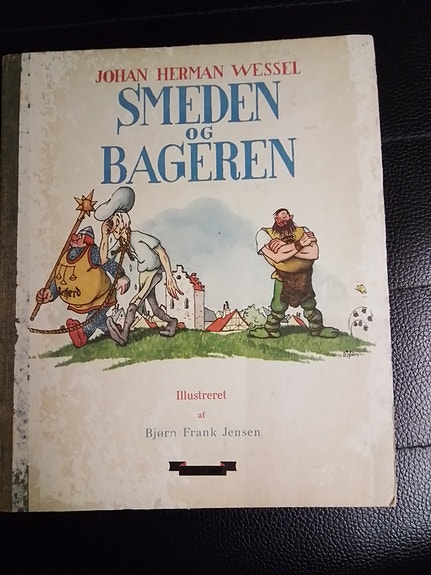 JOHAN HERMAN WESSEL
SMEDEN
OG
BAGEREN
Illustreret
af
Bjørn Frank Jensen